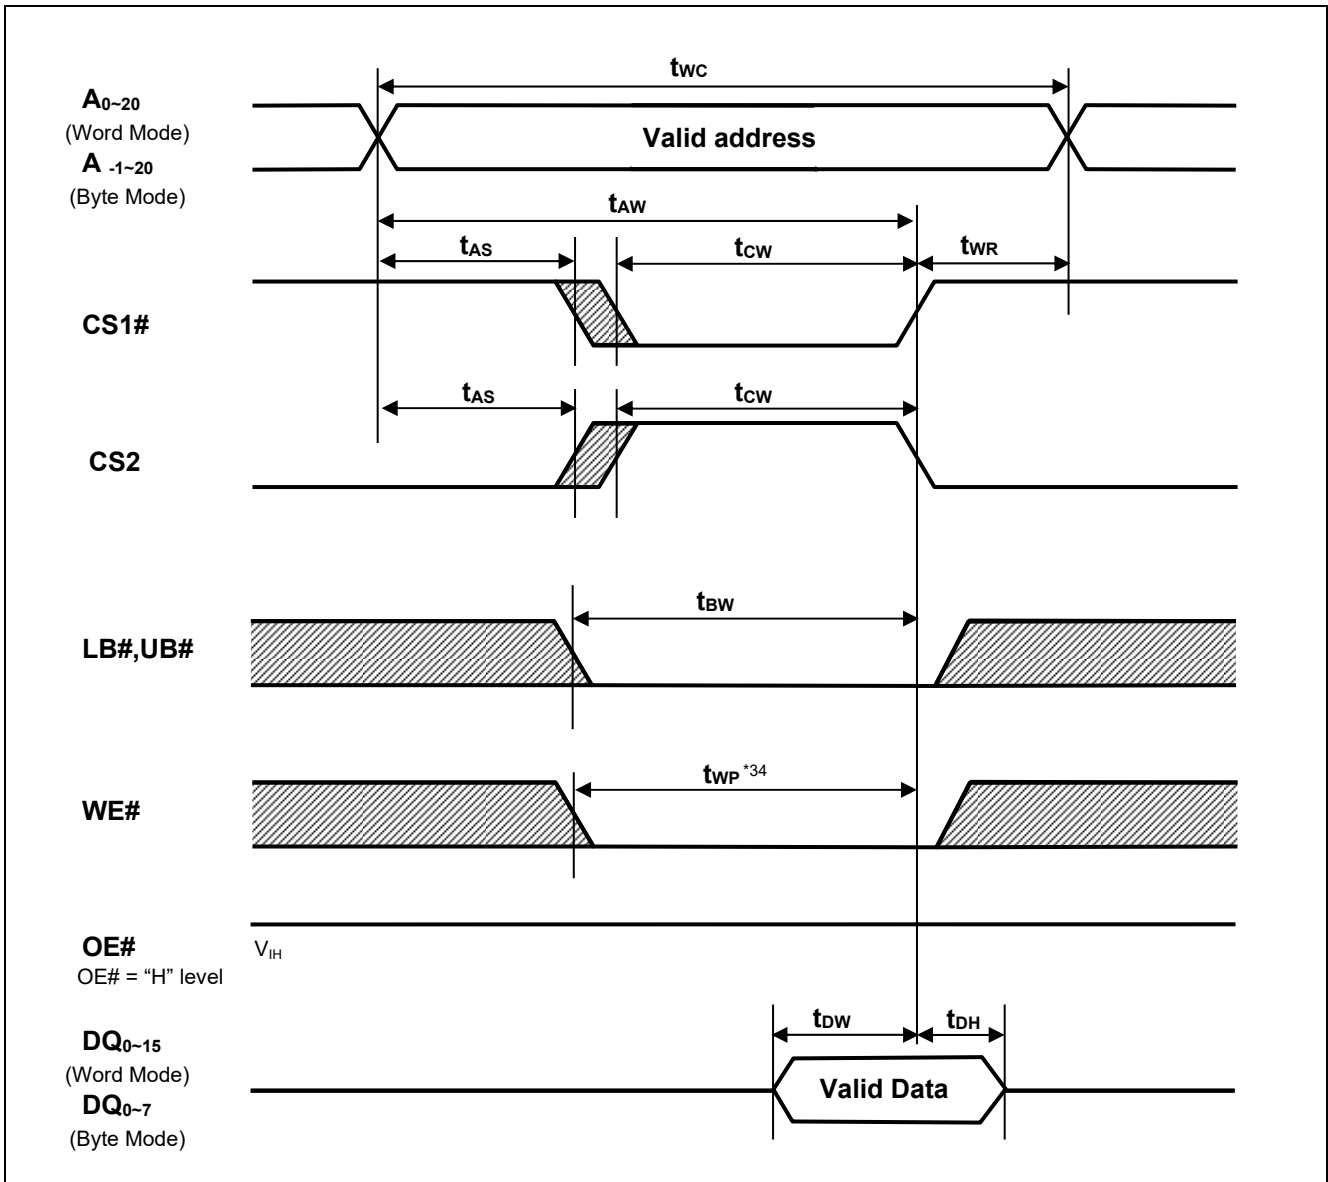 tWC
A0~20
(Word Mode)
Valid address
A -1~20
(Byte Mode)
tAW
tAS
tCW
tWR
CS1#
tAS
tCW
CS2
tBW
LB#,UB#
tWP *34
WE#
OE#
VIH
OE# = “H” level
tDW
tDH
DQ0~15
(Word Mode)
Valid Data
DQ0~7
(Byte Mode)